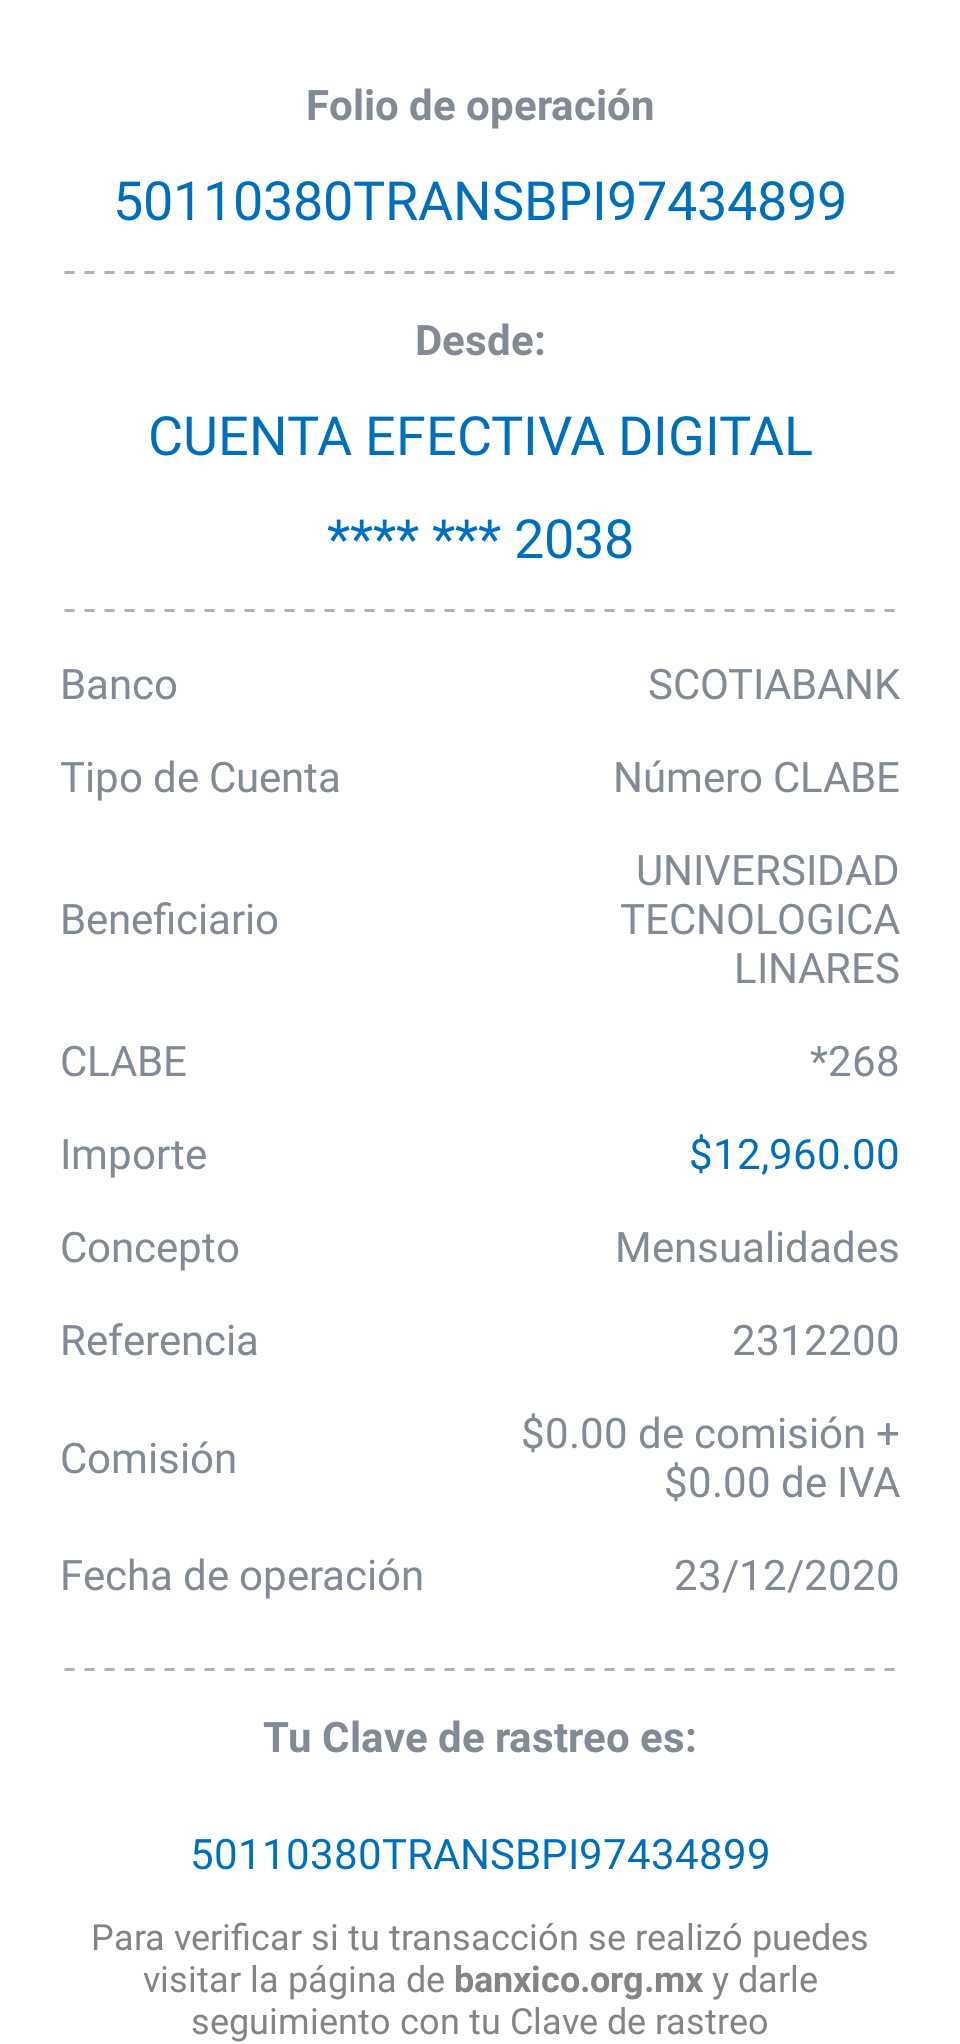 Folio de operación
50110380TRANSBPI97434899
Desde:
CUENTA EFECTIVA DIGITAL
**** *** 2038
Banco SCOTIABANK
Tipo de Cuenta Número CLABE
Beneficiario UNIVERSIDAD
TECNOLOGICA
LINARES
CLABE *268
Importe $12,960.00
Concepto Mensualidades
Referencia 2312200
Comisión $0.00 de comisión +
$0.00 de IVA
Fecha de operación 23/12/2020
Tu Clave de rastreo es:
50110380TRANSBPI97434899
Para verificar si tu transacción se realizó puedes
visitar la página de banxico.org.mx y darle
seguimiento con tu Clave de rastreo